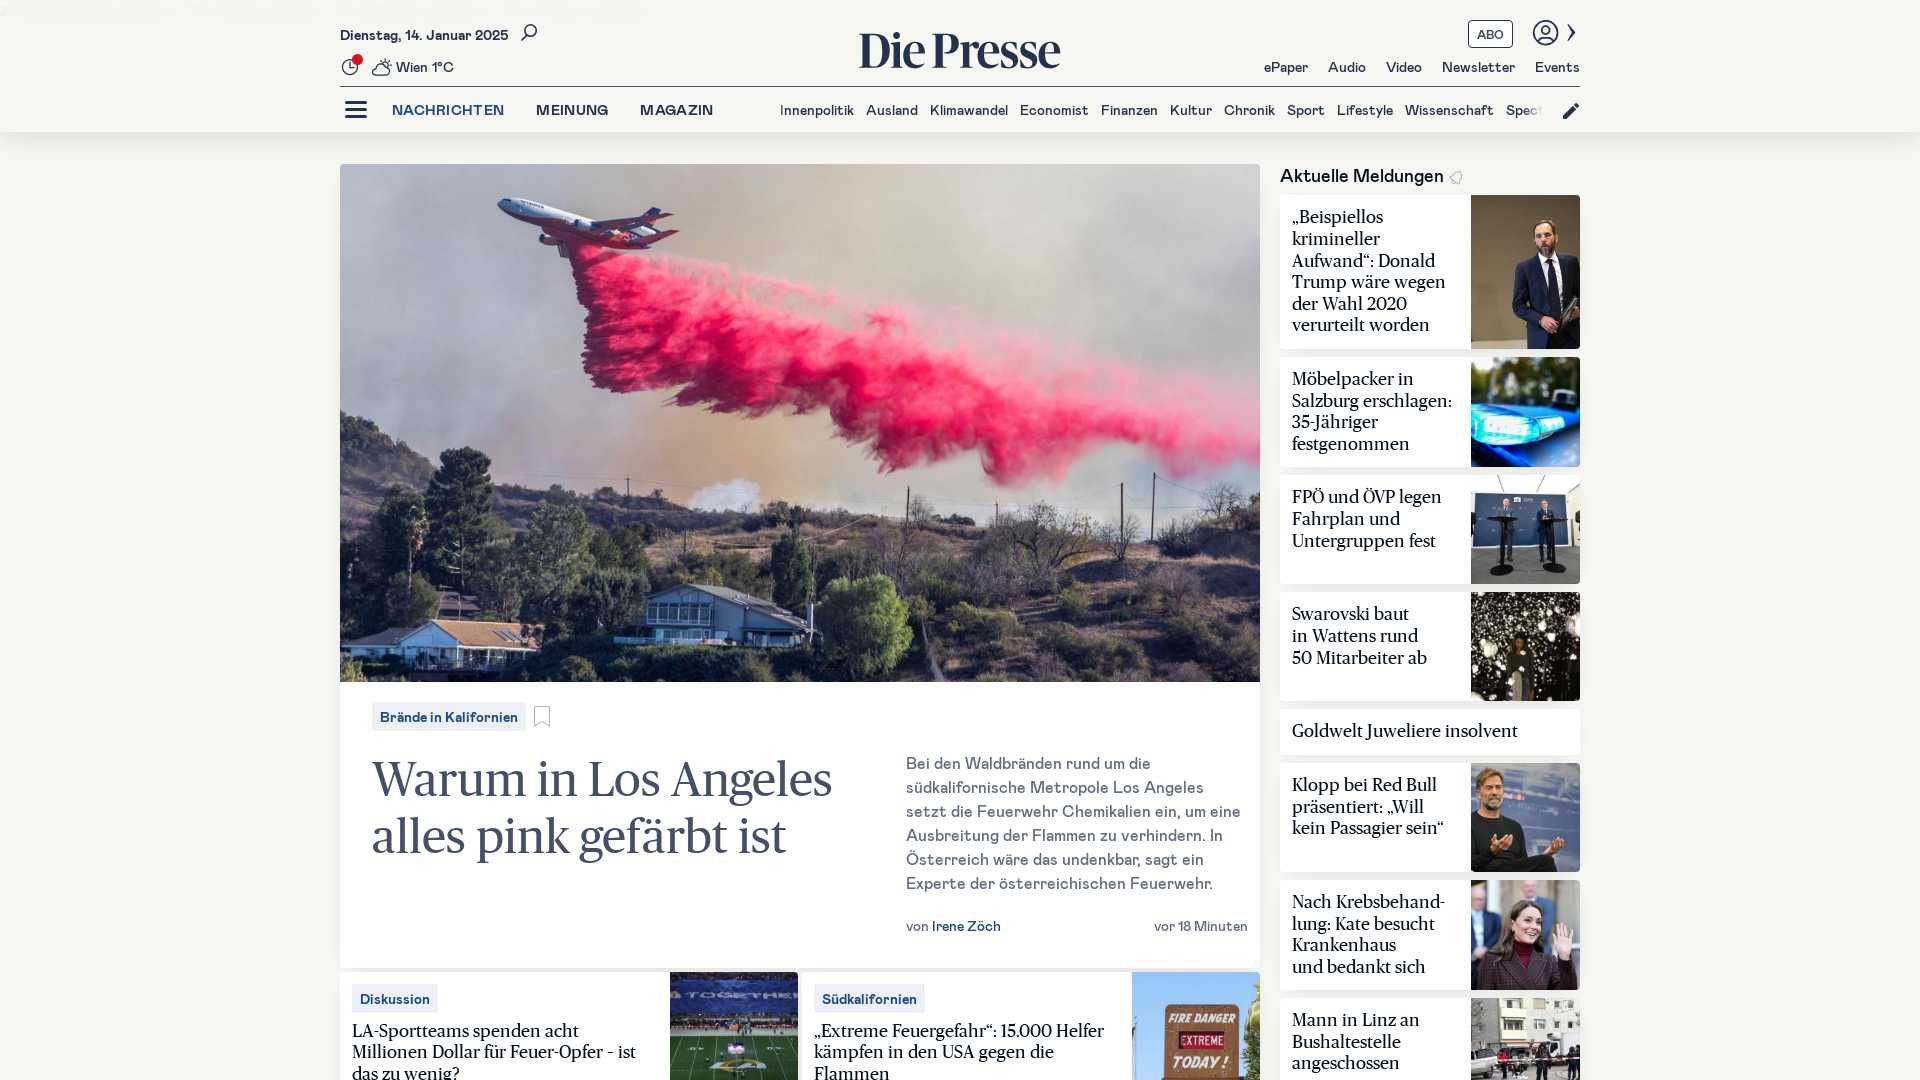 Dienstag, 14. Januar 2025
Wien 1°C
Die Presse
ABO
ePaper Audio Video Newsletter Events
NACHRICHTEN MEINUNG MAGAZIN
Innenpolitik Ausland Klimawandel Economist Finanzen Kultur Chronik Sport Lifestyle Wissenschaft Spect
Brände in Kalifornien
Warum in Los Angeles
alles pink gefärbt ist
Bei den Waldbränden rund um die
südkalifornische Metropole Los Angeles
setzt die Feuerwehr Chemikalien ein, um eine
Ausbreitung der Flammen zu verhindern. In
Österreich wäre das undenkbar, sagt ein
Experte der österreichischen Feuerwehr.
von Irene Zöch
vor 18 Minuten
Diskussion
LA-Sportteams spenden acht
Millionen Dollar für Feuer-Opfer – ist
das zu wenig?
TOGETHER
Südkalifornien
„Extreme Feuergefahr“: 15.000 Helfer
kämpfen in den USA gegen die
Flammen
FIRE DANGER
EXTREME
TODAY!
Aktuelle Meldungen
„Beispiellos
krimineller
Aufwand“: Donald
Trump wäre wegen
der Wahl 2020
verurteilt worden
Möbelpacker in
Salzburg erschlagen:
35-Jähriger
festgenommen
FPÖ und ÖVP legen
Fahrplan und
Untergruppen fest
Swarovski baut
in Wattens rund
50 Mitarbeiter ab
Goldwelt Juweliere insolvent
Klopp bei Red Bull
präsentiert: „Will
kein Passagier sein“
Nach Krebsbehand-
lung: Kate besucht
Krankenhaus
und bedankt sich
Mann in Linz an
Bushaltestelle
angeschossen